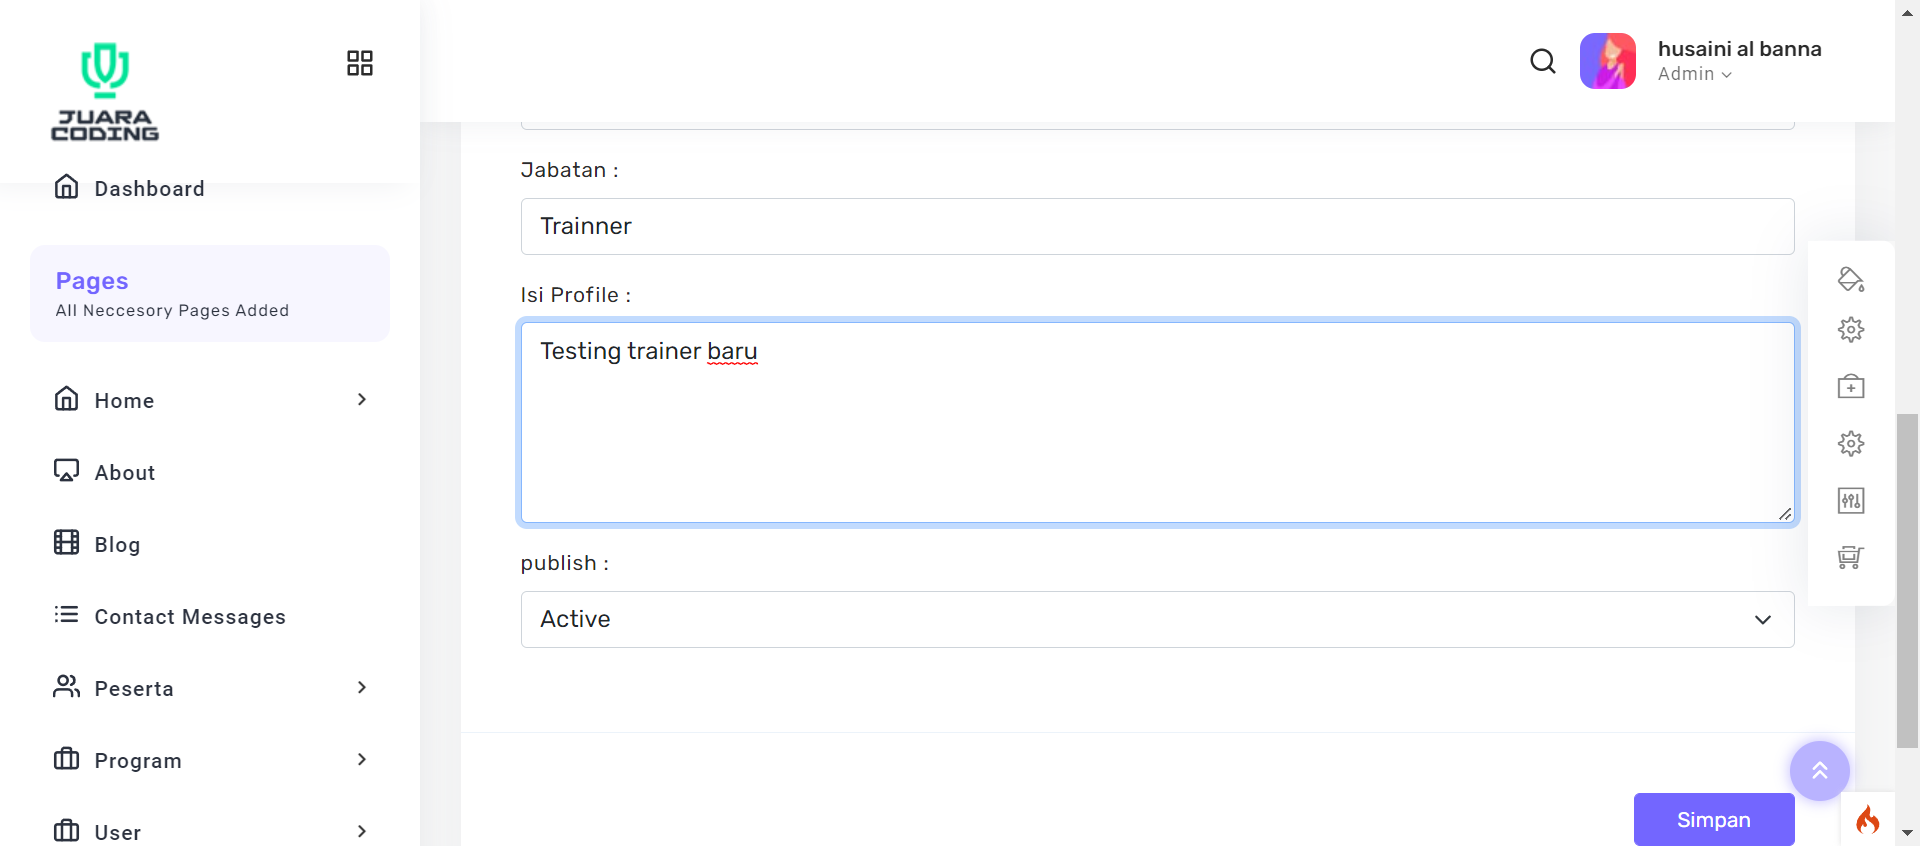 JUARA
CODING
Dashboard
Pages
All Neccesory Pages Added
Home
About
Blog
Contact Messages
Peserta
Program
User
husaini al banna
Admin
Jabatan :
Trainner
Isi Profile :
Testing trainer baru
publish :
Active
Simpan